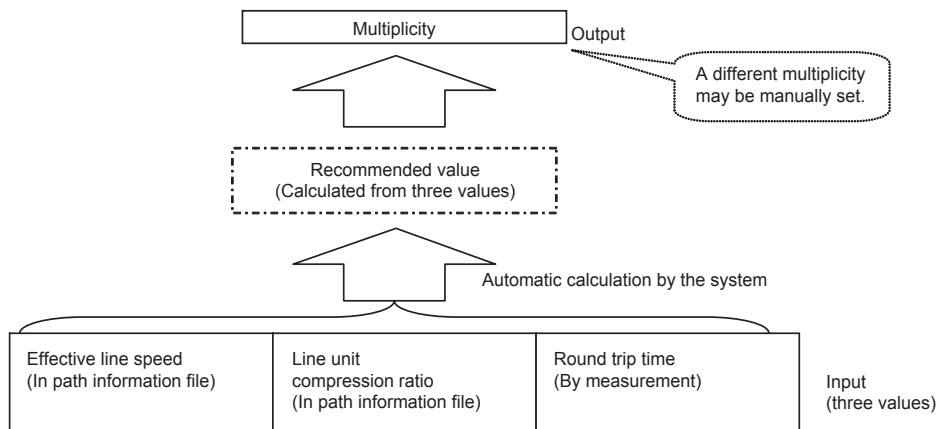 Multiplicity
Output
A different multiplicity
may be manually set.
Recommended value
(Calculated from three values)
Automatic calculation by the system
Effective line speed
(In path information file)
Line unit
compression ratio
(In path information file)
Round trip time
(By measurement)
Input
(three values)